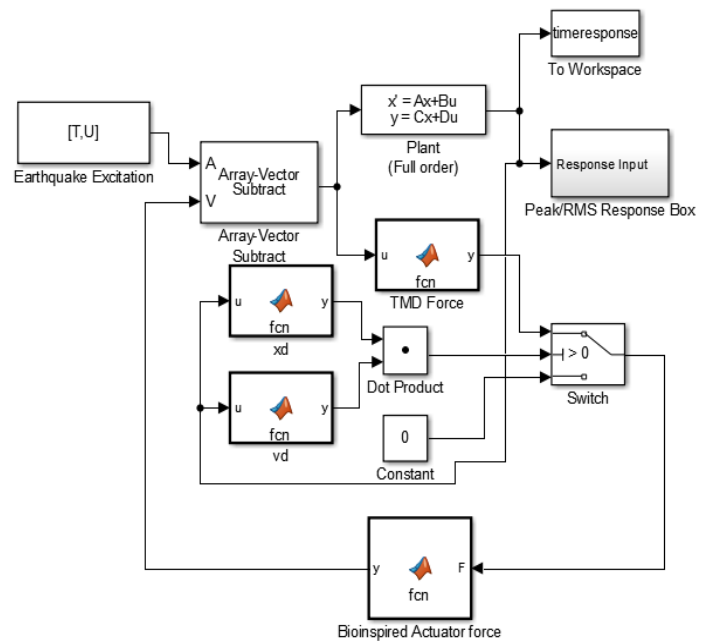 timeresponse
To Workspace
x' = Ax+Bu
y = Cx+Du
Plant
(Full order)
[T,U]
Earthquake Excitation
A
V
Array-Vector
Subtract
Array-Vector
Subtract
Response Input
Peak/RMS Response Box
u
y
fcn
TMD Force
u
y
fcn
xd
Dot Product
> 0
Switch
u
y
fcn
vd
0
Constant
y
F
fcn
Bioinspired Actuator force